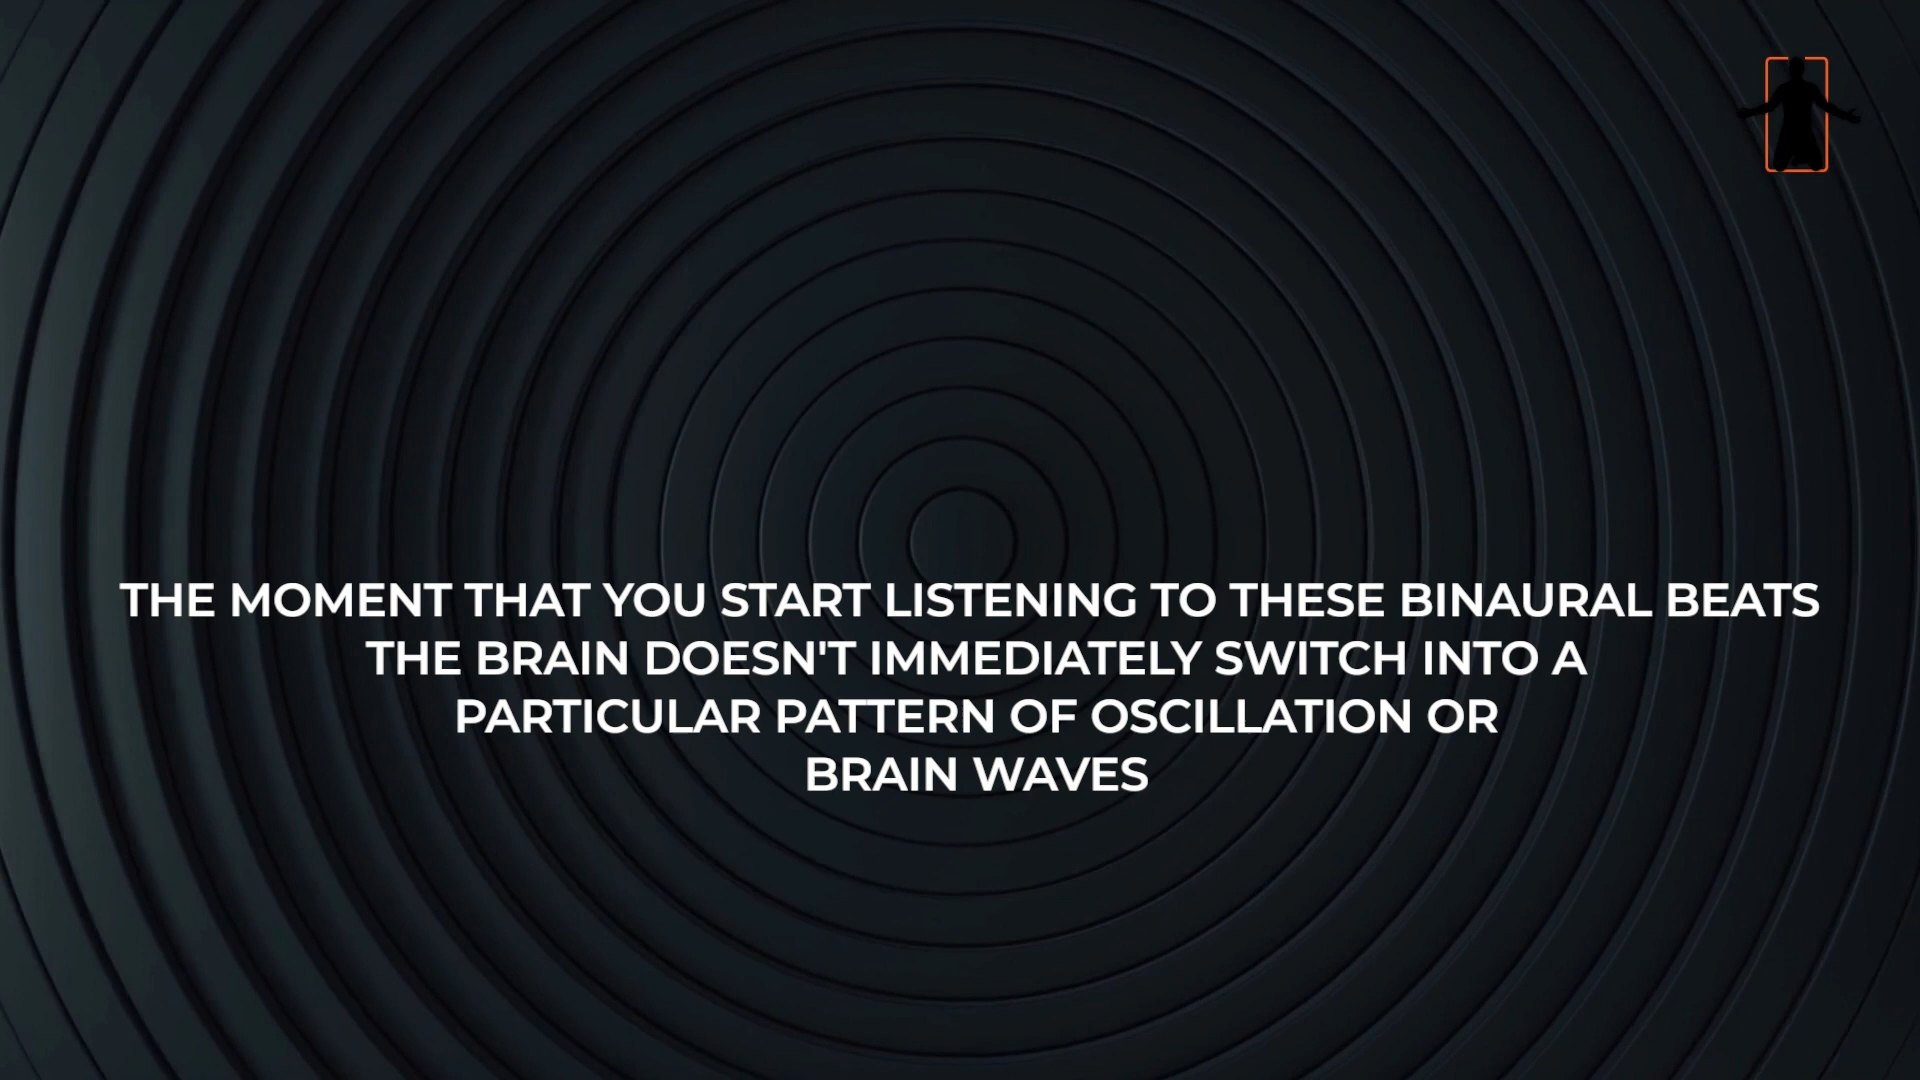 THE MOMENT THAT YOU START LISTENING TO THESE BINAURAL BEATS
THE BRAIN DOESN'T IMMEDIATELY SWITCH INTO A
PARTICULAR PATTERN OF OSCILLATION OR
BRAIN WAVES